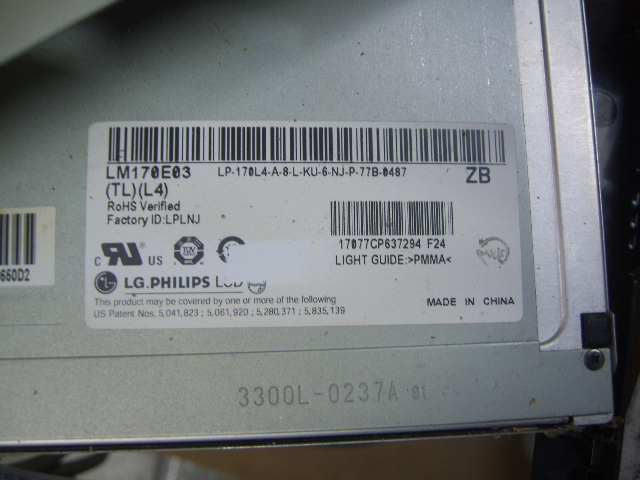 LM170E03
LP-170L4-A-8-L-KU-6-NJ-P-77B-0487
ZB
(TL)(L4)
RoHS Verified
Factory ID:LPLNJ
17077CP637294 F24
c US
TUV
LIGHT GUIDE:>PMMA<
LG.PHILIPS LCD
This product may be covered by one or more of the following
US Patent Nos. 5,041,823 ; 5,061,920 ; 5,280,371 ; 5,835,139
MADE IN CHINA
650D2
3300L-0237A